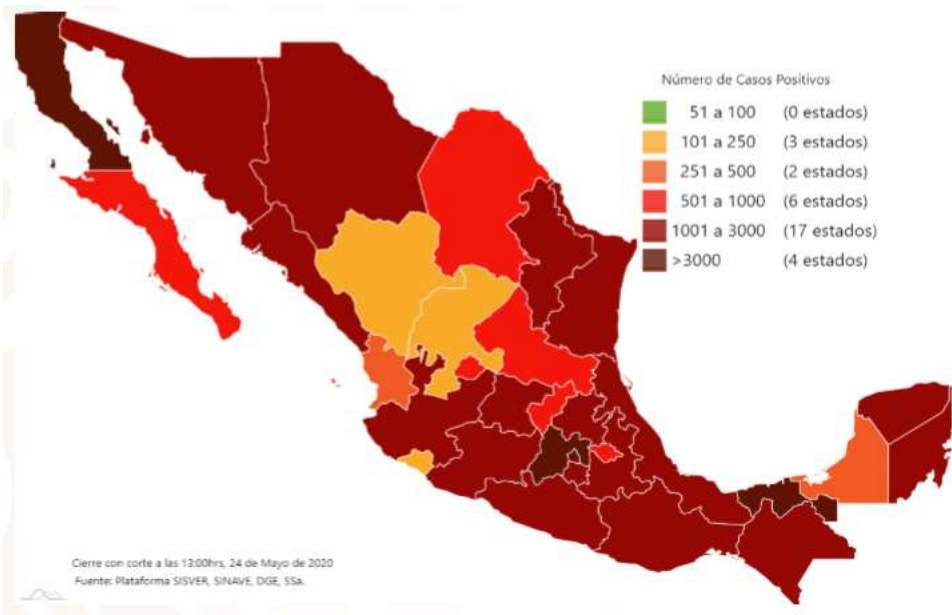 Número de Casos Positivos
51 a 100 (0 estados)
101 a 250 (3 estados)
251 a 500 (2 estados)
501 a 1000 (6 estados)
1001 a 3000 (17 estados)
>3000 (4 estados)
Cierre con corte a las 13:00hrs, 24 de Mayo de 2020
Fuente: Plataforma SISVER, SINAVE, DGE, SSa.